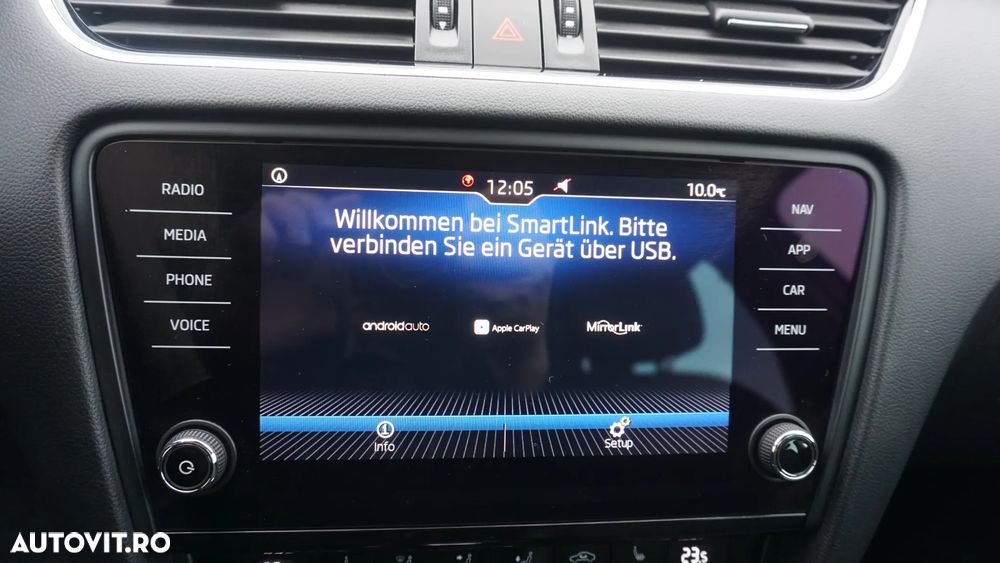 12:05
10.0°C
Willkommen bei SmartLink. Bitte
verbinden Sie ein Gerät über USB.
RADIO
MEDIA
PHONE
VOICE
NAV
APP
CAR
MENU
androidauto
Apple CarPlay
MirrorLink
Info
Setup
AUTOVIT.RO
23.5